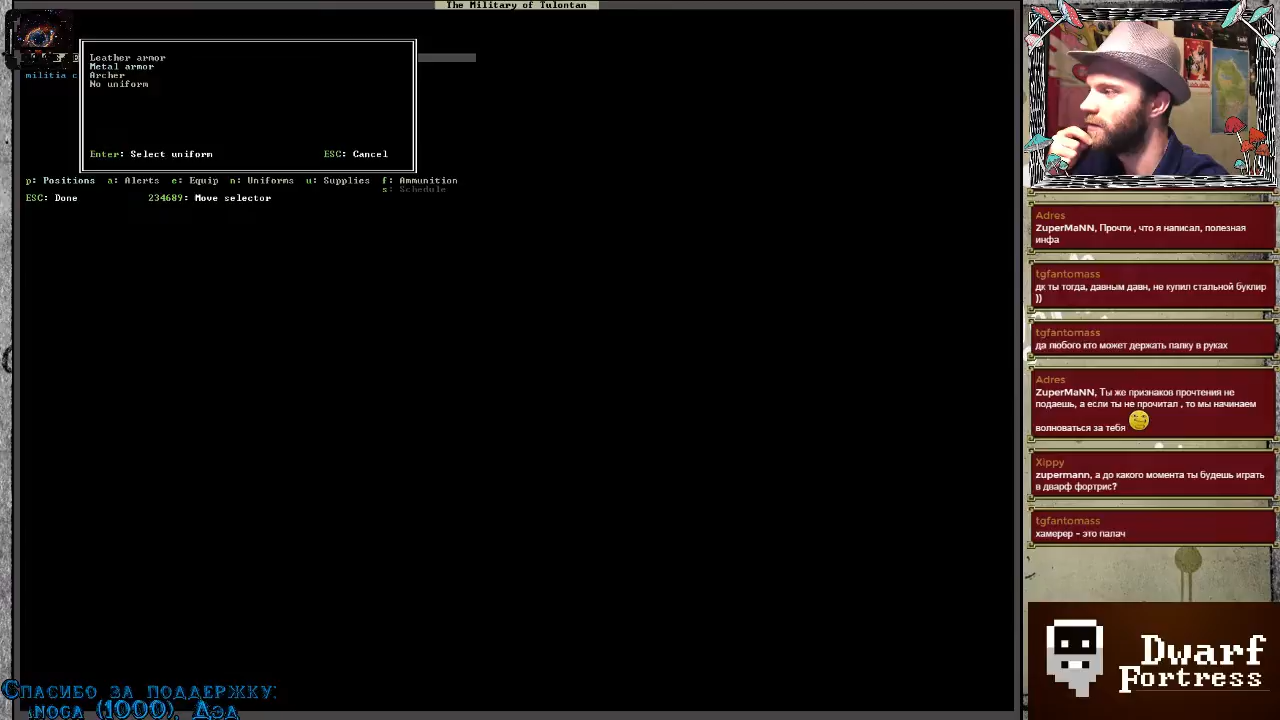 The Military of Tulontan
Leather armor
Metal armor
Archer
No uniform
Enter: Select uniform ESC: Cancel
militia c
p: Positions a: Alerts e: Equip n: Uniforms u: Supplies f: Ammunition
s: Schedule
ESC: Done 234689: Move selector
Adres
ZuperMaNN, Прочти , что я написал, полезная
инфа
tgfantomass
дк ты тогда, давным давн, не купил стальной буклир
))
tgfantomass
да любого кто может держать палку в руках
Adres
ZuperMaNN, Ты же признаков прочтения не
подаешь, а если ты не прочитал , то мы начинаем
волноваться за тебя
Xippy
zupermann, а до какого момента ты будешь играть
в дварф фортрис?
tgfantomass
хамерер - это палач
Dwarf
Fortress
Спасибо за поддержку:
(1000), Дэд